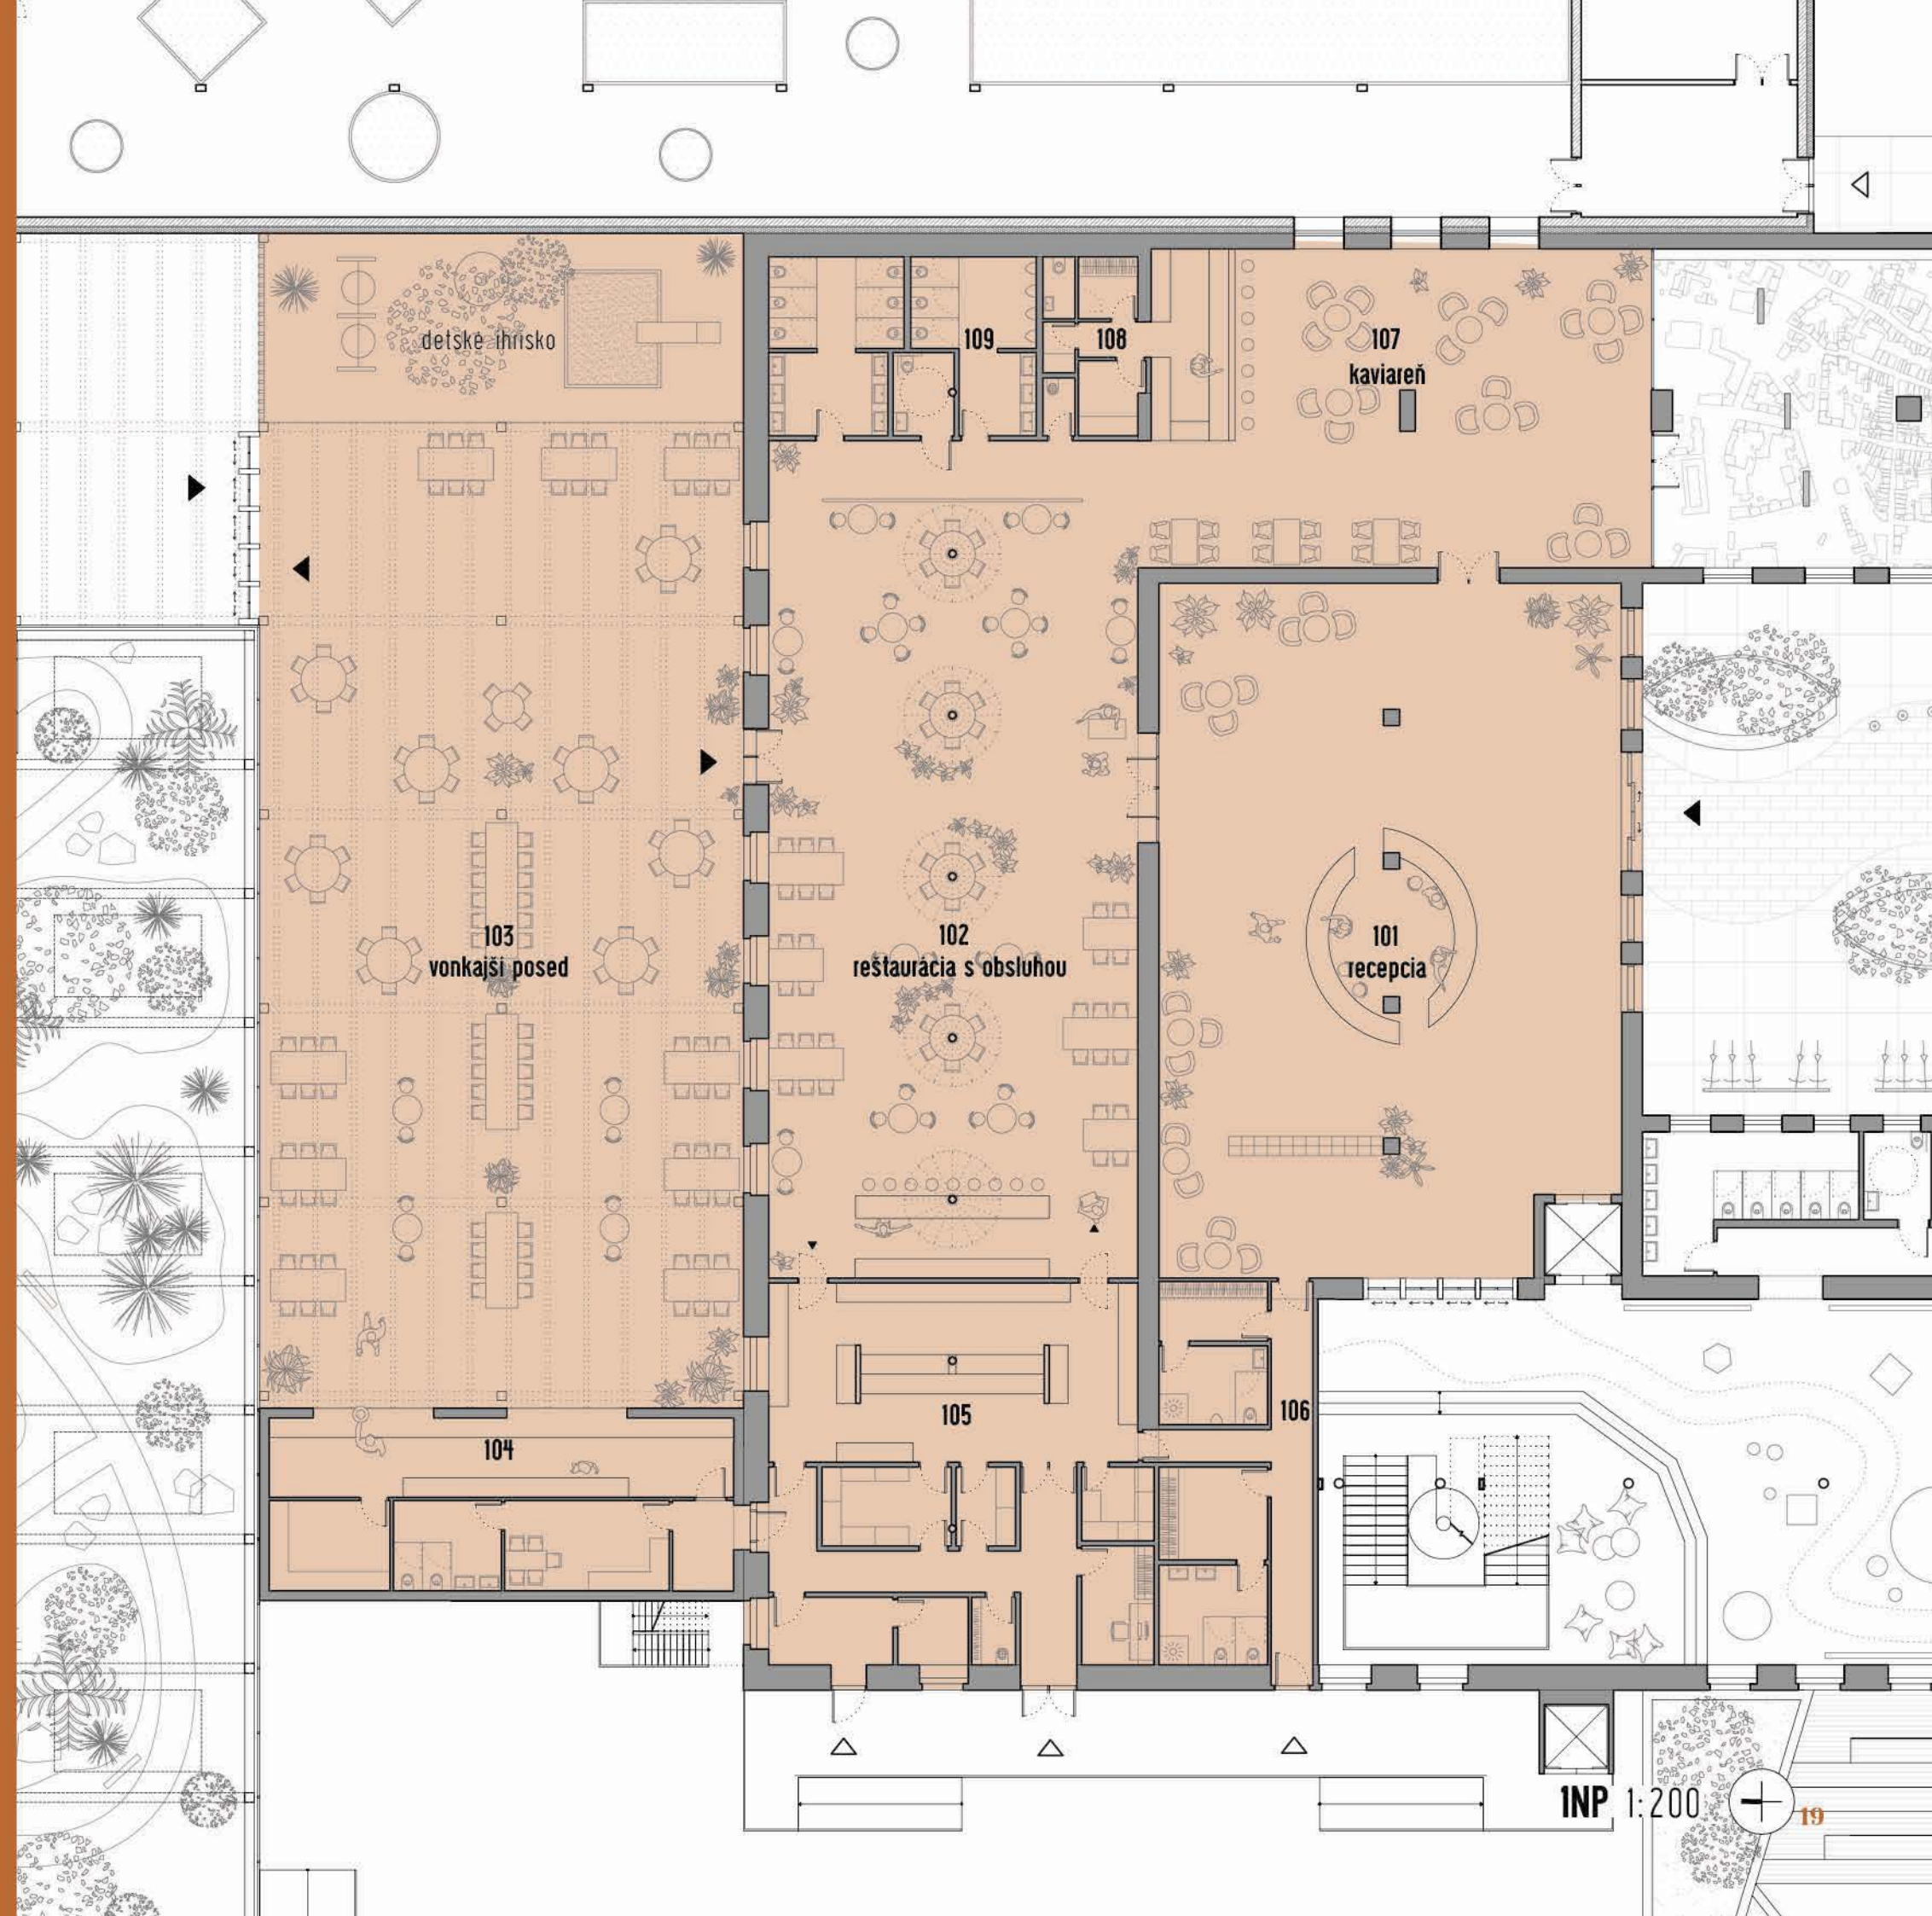 detské ihrisko
109
108
107
kaviareň
103
vonkajší posed
102
reštaurácia s obsluhou
101
recepcia
104
105
106
1NP 1:200
19